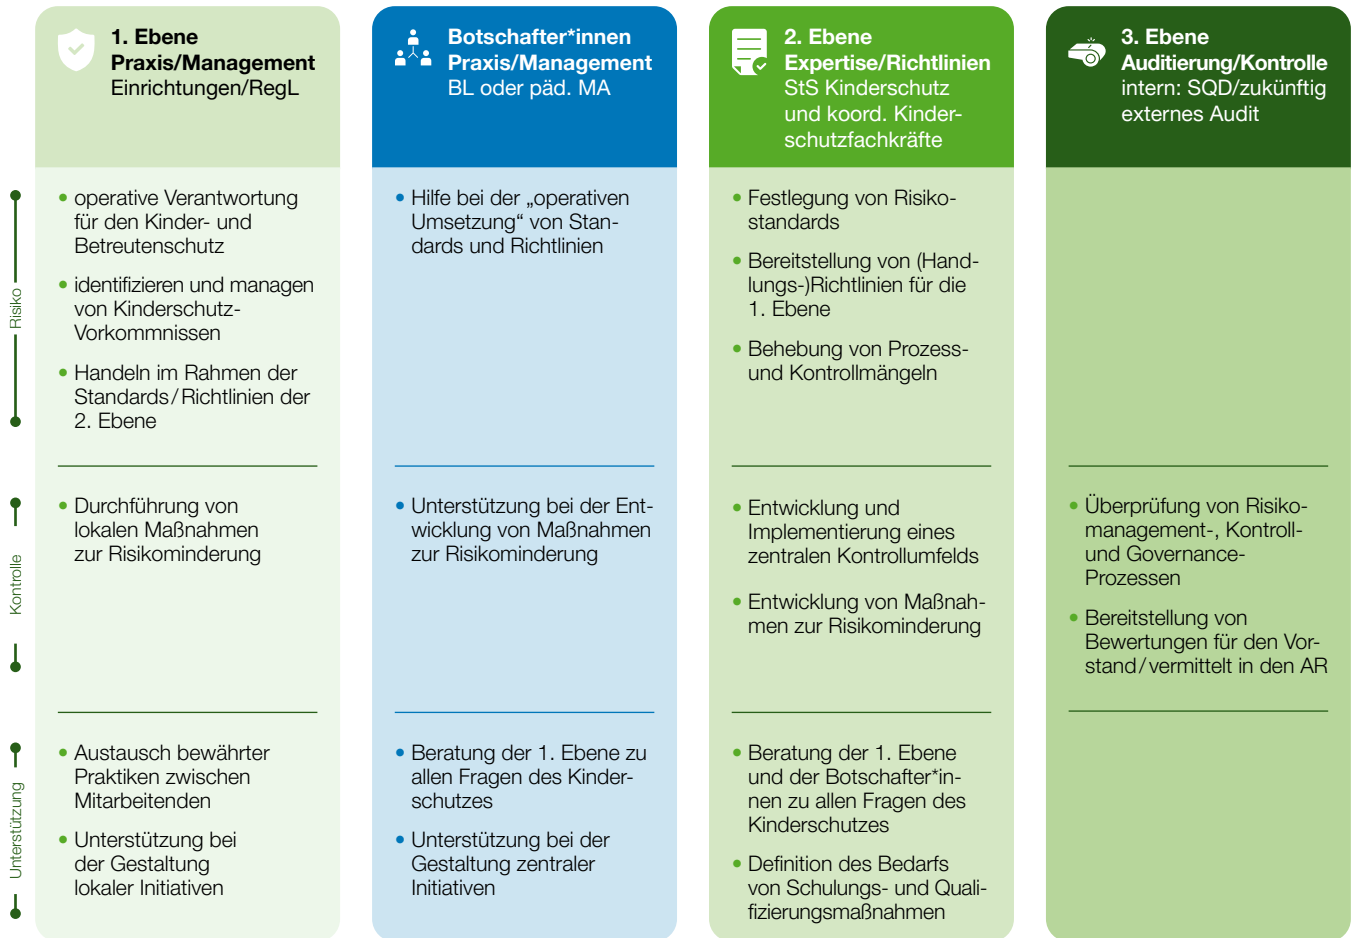 1. Ebene
Praxis/Management
Einrichtungen/RegL
Botschafter*innen
Praxis/Management
BL oder päd. MA
2. Ebene
Expertise/Richtlinien
StS Kinderschutz
und koord. Kinder-
schutzfachkräfte
3. Ebene
Auditierung/Kontrolle
intern: SQD/zukünftig
externes Audit
Risiko
• operative Verantwortung
für den Kinder- und
Betreutenschutz
• identifizieren und managen
von Kinderschutz-
Vorkommnissen
• Handeln im Rahmen der
Standards/Richtlinien der
2. Ebene
• Hilfe bei der „operativen
Umsetzung“ von Stan-
dards und Richtlinien
• Festlegung von Risiko-
standards
• Bereitstellung von (Hand-
lungs-)Richtlinien für die
1. Ebene
• Behebung von Prozess-
und Kontrollmängeln
Kontrolle
• Durchführung von
lokalen Maßnahmen
zur Risikominderung
• Unterstützung bei der Ent-
wicklung von Maßnahmen
zur Risikominderung
• Entwicklung und
Implementierung eines
zentralen Kontrollumfelds
• Entwicklung von Maßnah-
men zur Risikominderung
• Überprüfung von Risiko-
management-, Kontroll-
und Governance-
Prozessen
• Bereitstellung von
Bewertungen für den Vor-
stand/vermittelt in den AR
Unterstützung
• Austausch bewährter
Praktiken zwischen
Mitarbeitenden
• Unterstützung bei
der Gestaltung
lokaler Initiativen
• Beratung der 1. Ebene zu
allen Fragen des Kinder-
schutzes
• Unterstützung bei der
Gestaltung zentraler
Initiativen
• Beratung der 1. Ebene
und der Botschafter*in-
nen zu allen Fragen des
Kinderschutzes
• Definition des Bedarfs
von Schulungs- und Quali-
fizierungsmaßnahmen